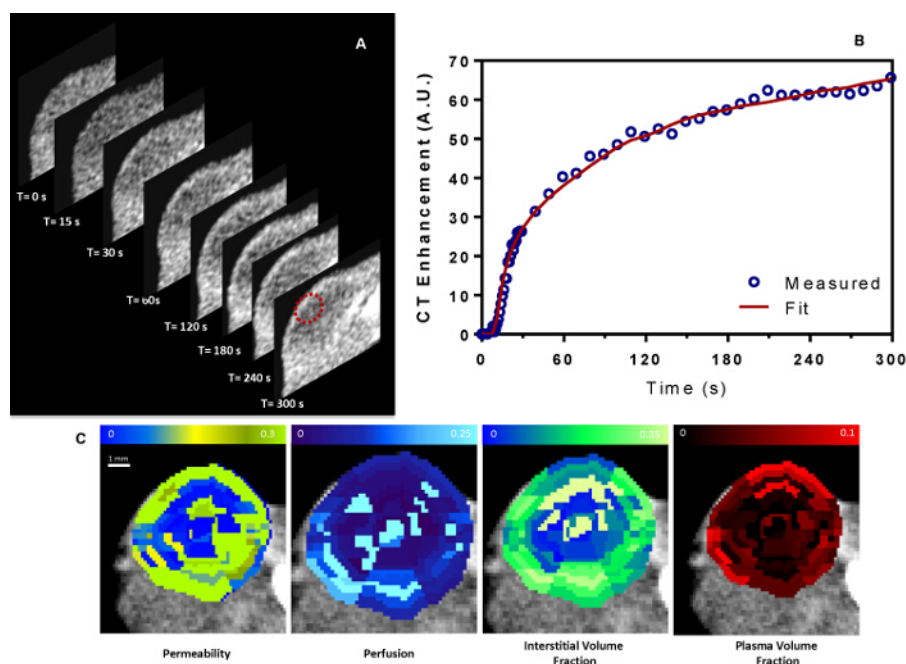 A
T= 0 s
T= 15 s
T= 30 s
T= 60s
T= 120 s
T= 180 s
T= 240 s
T= 300 s
B
70
60
50
40
30
20
10
0
CT Enhancement (A.U.)
Measured
Fit
0 60 120 180 240 300
Time (s)
C
0 0.3
1 mm
0 0.25
0 0.35
0 0.1
Permeability
Perfusion
Interstitial Volume
Fraction
Plasma Volume
Fraction